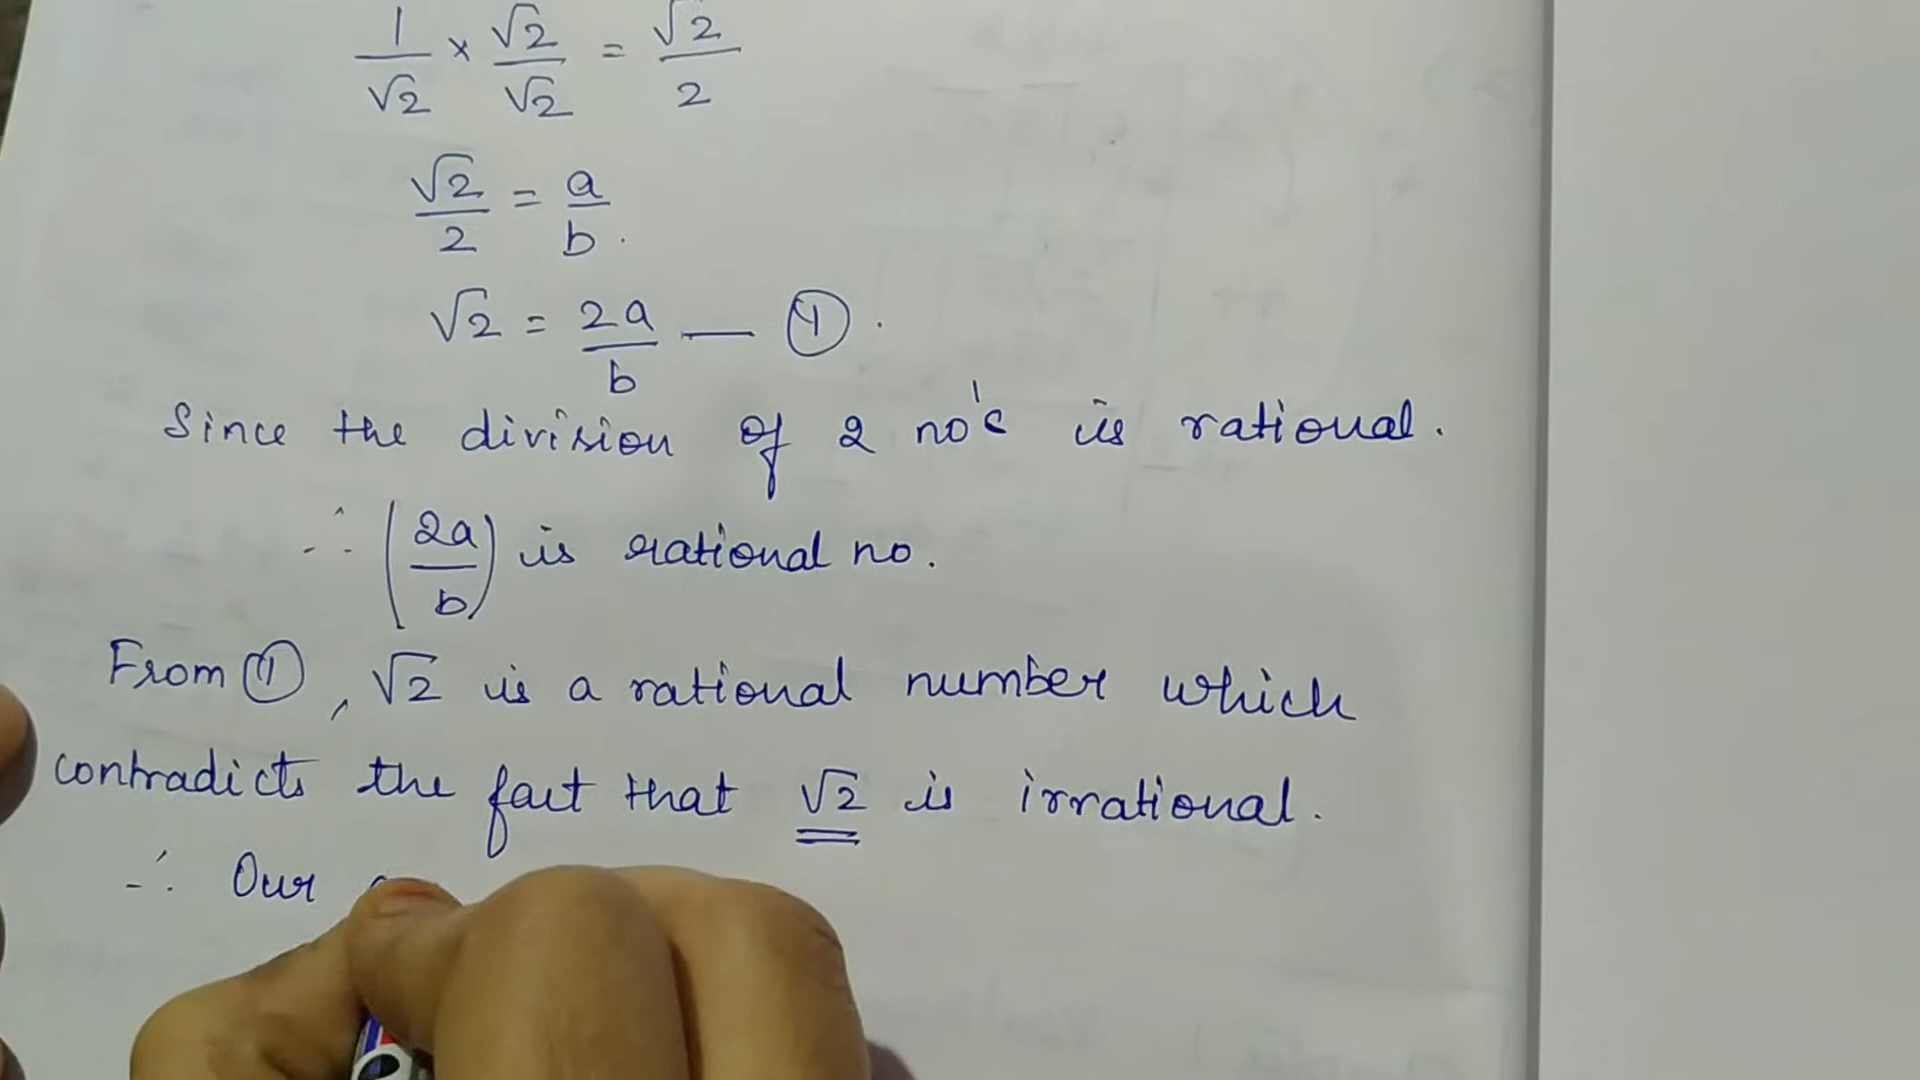 1/√2 × √2/√2 = √2/2
√2/2 = a/b.
√2 = 2a/b — ①.
Since the division of 2 no's is rational.
∴ (2a/b) is rational no.
From ①, √2 is a rational number which
contradicts the fact that √2 is irrational.
∴ Our